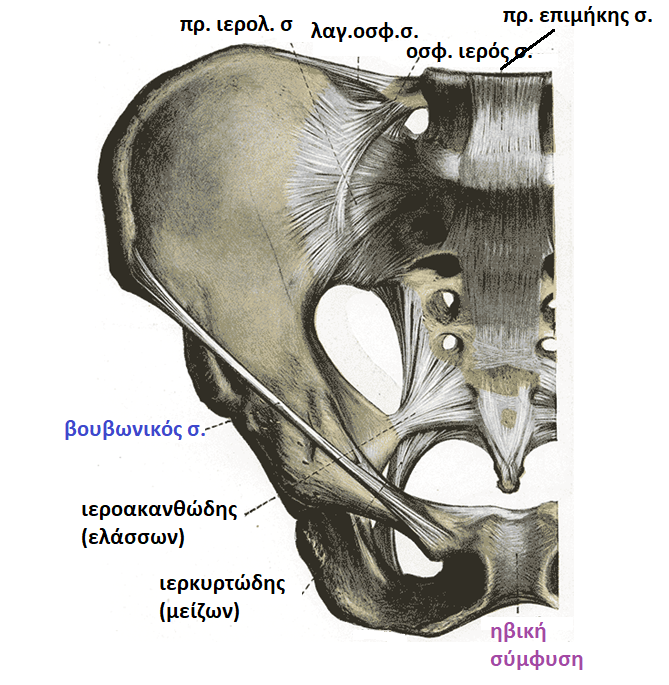 πρ. επιμήκης σ.
πρ. ιερολ. σ
λαγ.οσφ.σ.
οσφ. ιερός σ.
βουβωνικός σ.
ιεροακανθώδης
(ελάσσων)
ιερκυρτώδης
(μείζων)
ηβική
σύμφυση